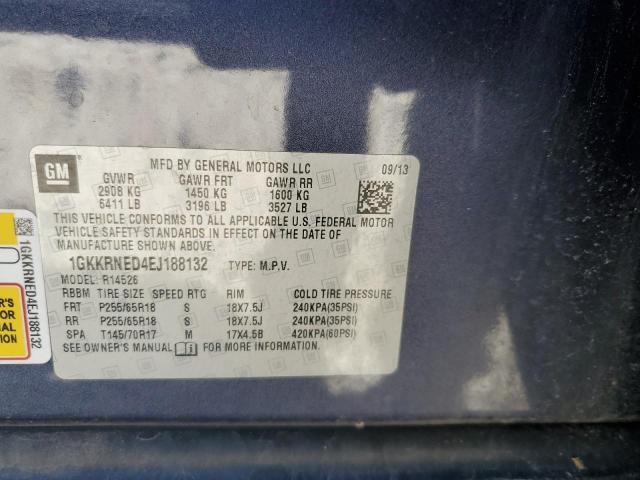 GM
MFD BY GENERAL MOTORS LLC 09/13
GVWR GAWR FRT GAWR RR
2908 KG 1450 KG 1600 KG
6411 LB 3196 LB 3527 LB
THIS VEHICLE CONFORMS TO ALL APPLICABLE U.S. FEDERAL MOTOR
VEHICLE SAFETY STANDARDS IN EFFECT ON THE DATE OF
MANUFACTURE SHOWN ABOVE.
1GKKRNED4EJ188132 TYPE: M.P.V.
MODEL: R14526
RBBM TIRE SIZE SPEED RTG RIM COLD TIRE PRESSURE
FRT P255/65R18 S 18X7.5J 240KPA(35PSI)
RR P255/65R18 S 18X7.5J 240KPA(35PSI)
SPA T145/70R17 M 17X4.5B 420KPA(60PSI)
SEE OWNER'S MANUAL FOR MORE INFORMATION.
1GKKRNED4EJ188132
ER'S
MINAL
ATION